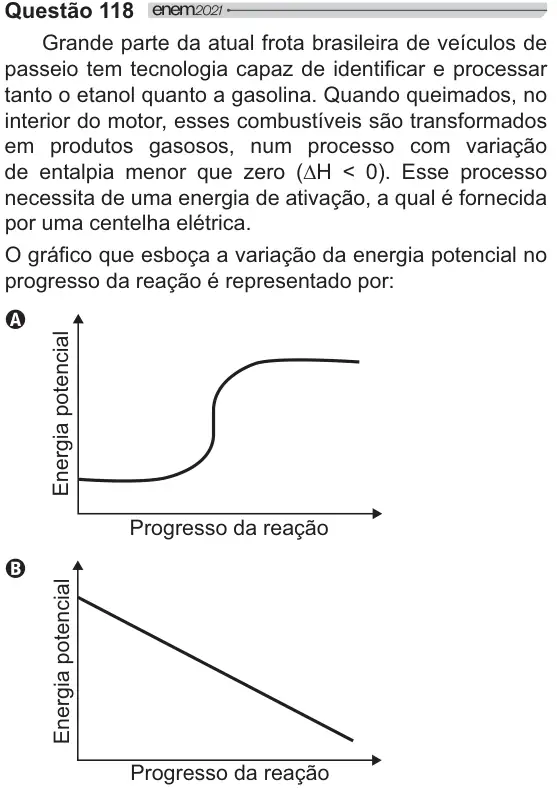 Questão 118 enem2021
Grande parte da atual frota brasileira de veículos de
passeio tem tecnologia capaz de identificar e processar
tanto o etanol quanto a gasolina. Quando queimados, no
interior do motor, esses combustíveis são transformados
em produtos gasosos, num processo com variação
de entalpia menor que zero (∆H < 0). Esse processo
necessita de uma energia de ativação, a qual é fornecida
por uma centelha elétrica.
O gráfico que esboça a variação da energia potencial no
progresso da reação é representado por:
A
Energia potencial
Progresso da reação
B
Energia potencial
Progresso da reação